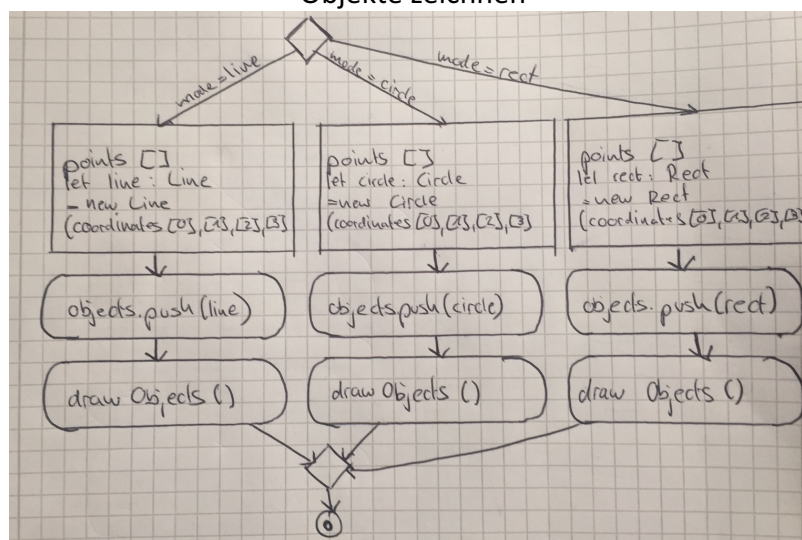 Objekte zeichnen
mode=line
mode=circle
mode=rect
points []
let line: Line
= new Line
(coordinates [0],[1],[2],[3]
objects.push(line)
draw Objects ()
points []
let circle: Circle
=new Circle
(coordinates [0],[1],[2],[3]
objects.push(circle)
draw Objects ()
points []
let rect: Rect
=new Rect
(coordinates [0],[1],[2],[3
objects.push(rect)
draw Objects ()